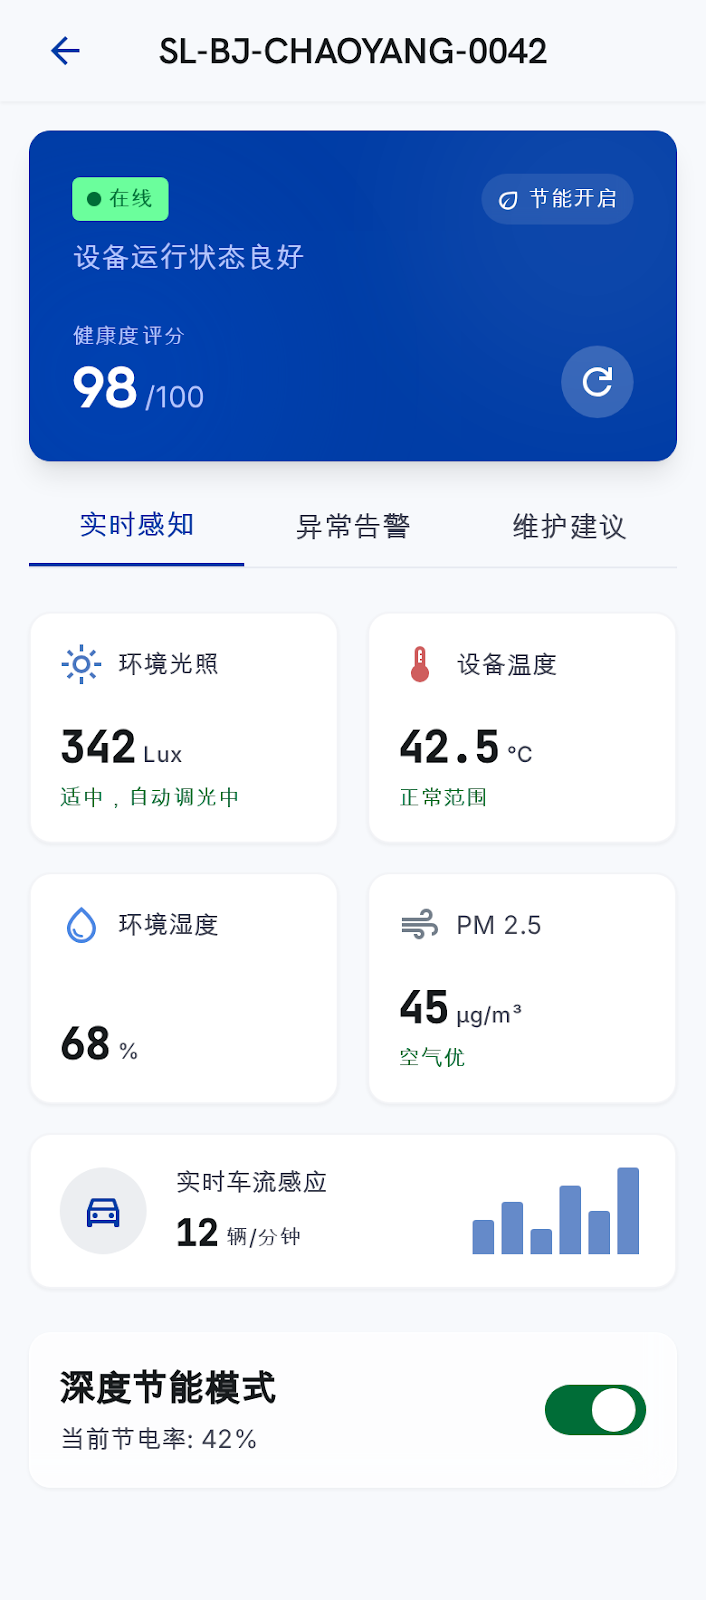 SL-BJ-CHAOYANG-0042
在线
节能开启
设备运行状态良好
健康度评分
98 /100
实时感知
异常告警
维护建议
环境光照
342 Lux
适中，自动调光中
设备温度
42.5 °C
正常范围
环境湿度
68 %
PM 2.5
45 μg/m³
空气优
实时车流感应
12 辆/分钟
深度节能模式
当前节电率: 42%